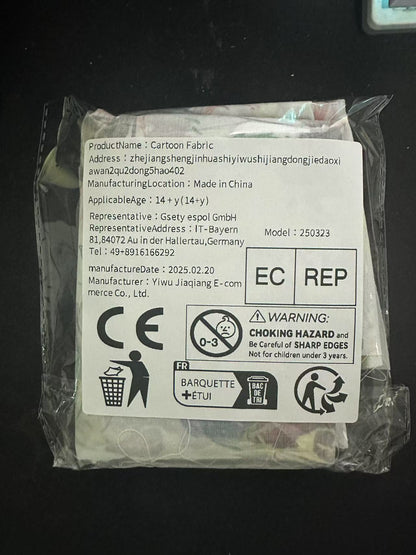 ProductName：Cartoon Fabric
Address：zhejiangshengjinhuashiyiwushijiangdongjiedaoxi
awan2qu2dong5hao402
ManufacturingLocation：Made in China
ApplicableAge：14＋y(14+y)
Representative：Gsety espol GmbH
RepresentativeAddress：IT-Bayern
81,84072 Au in der Hallertau,Germany
Tel：49+8916166292
Model：250323
manufactureDate：2025.02.20
Manufacturer：Yiwu Jiaqiang E-com
merce Co., Ltd.
EC REP
CE
0-3
WARNING:
CHOKING HAZARD and
Be Careful of SHARP EDGES
Not for children under 3 years.
FR
BARQUETTE
+ÉTUI
BAC
DE
TRI